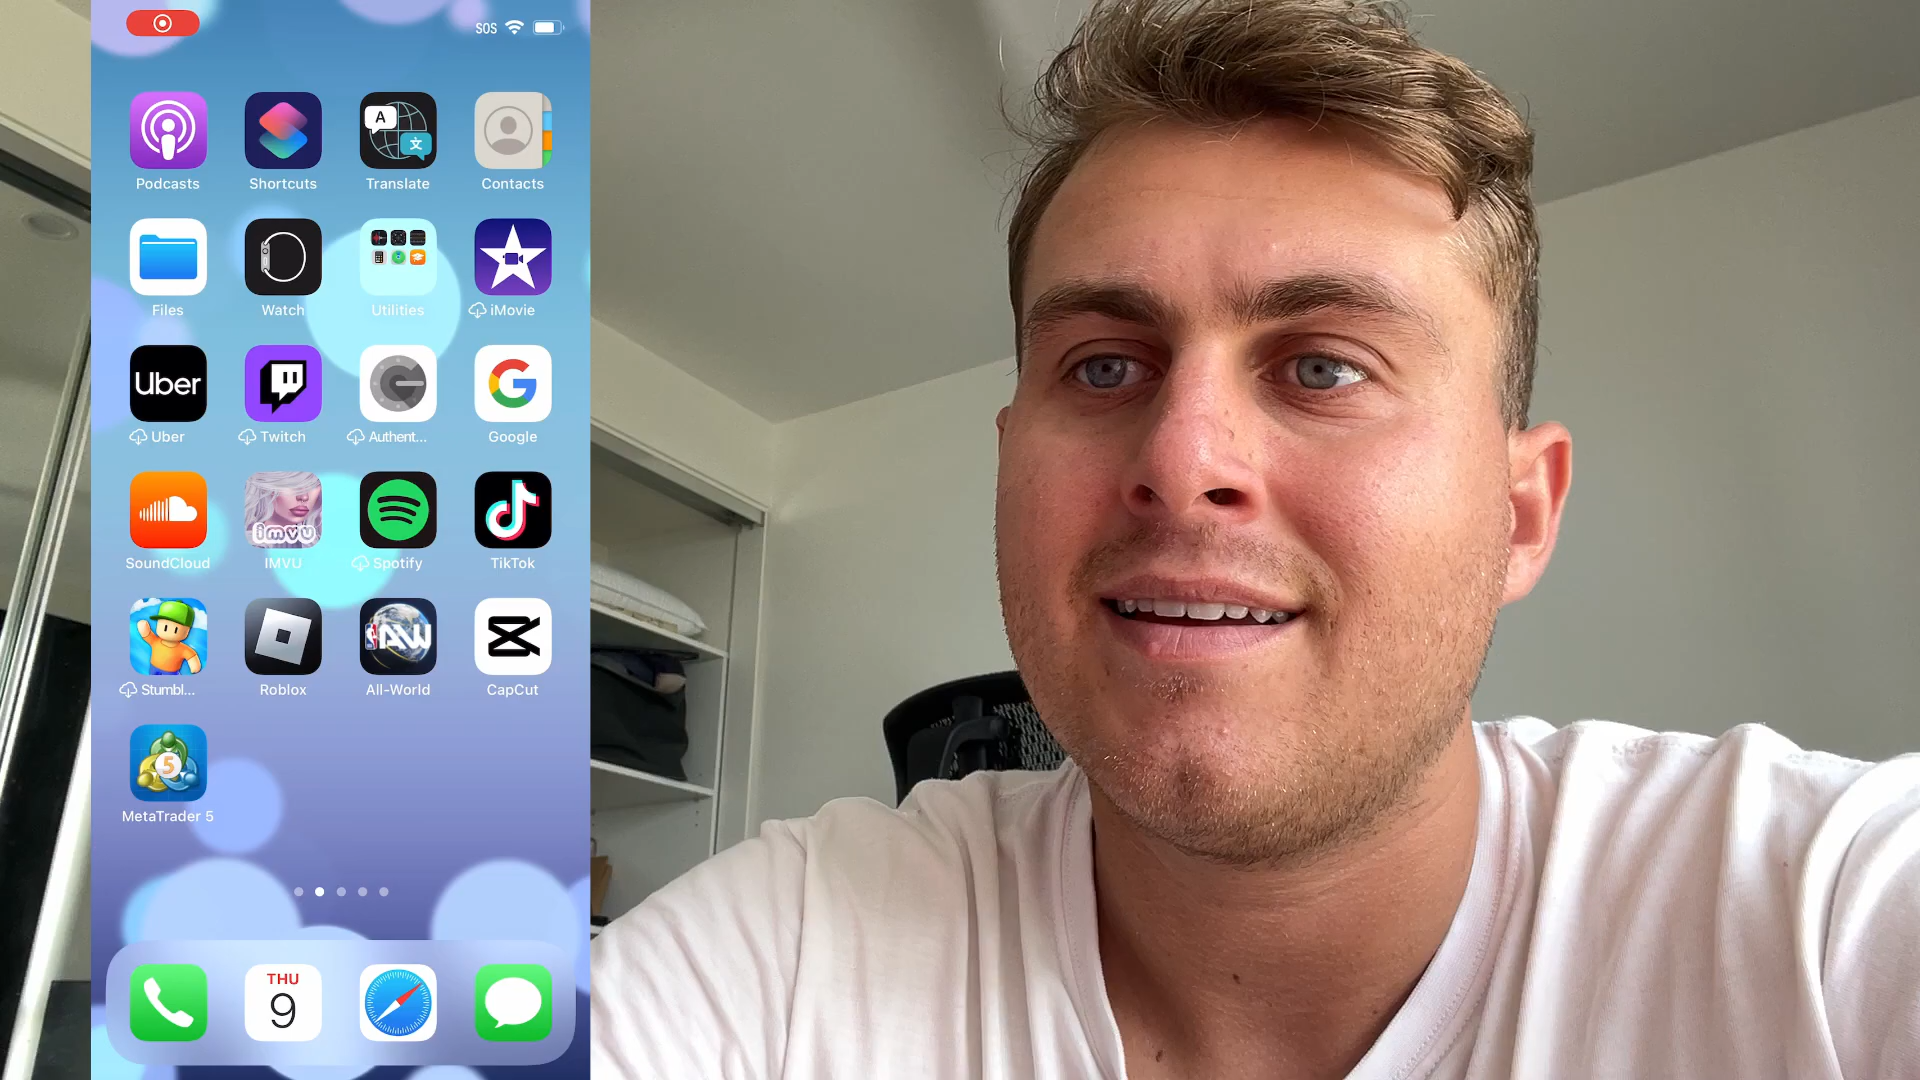 SOS
A
文
Podcasts
Shortcuts
Translate
Contacts
Files
Watch
Utilities
iMovie
Uber
Uber
Twitch
Authent...
Google
imvu
SoundCloud
IMVU
Spotify
TikTok
AW
Stumbl...
Roblox
All-World
CapCut
5
MetaTrader 5
THU
9